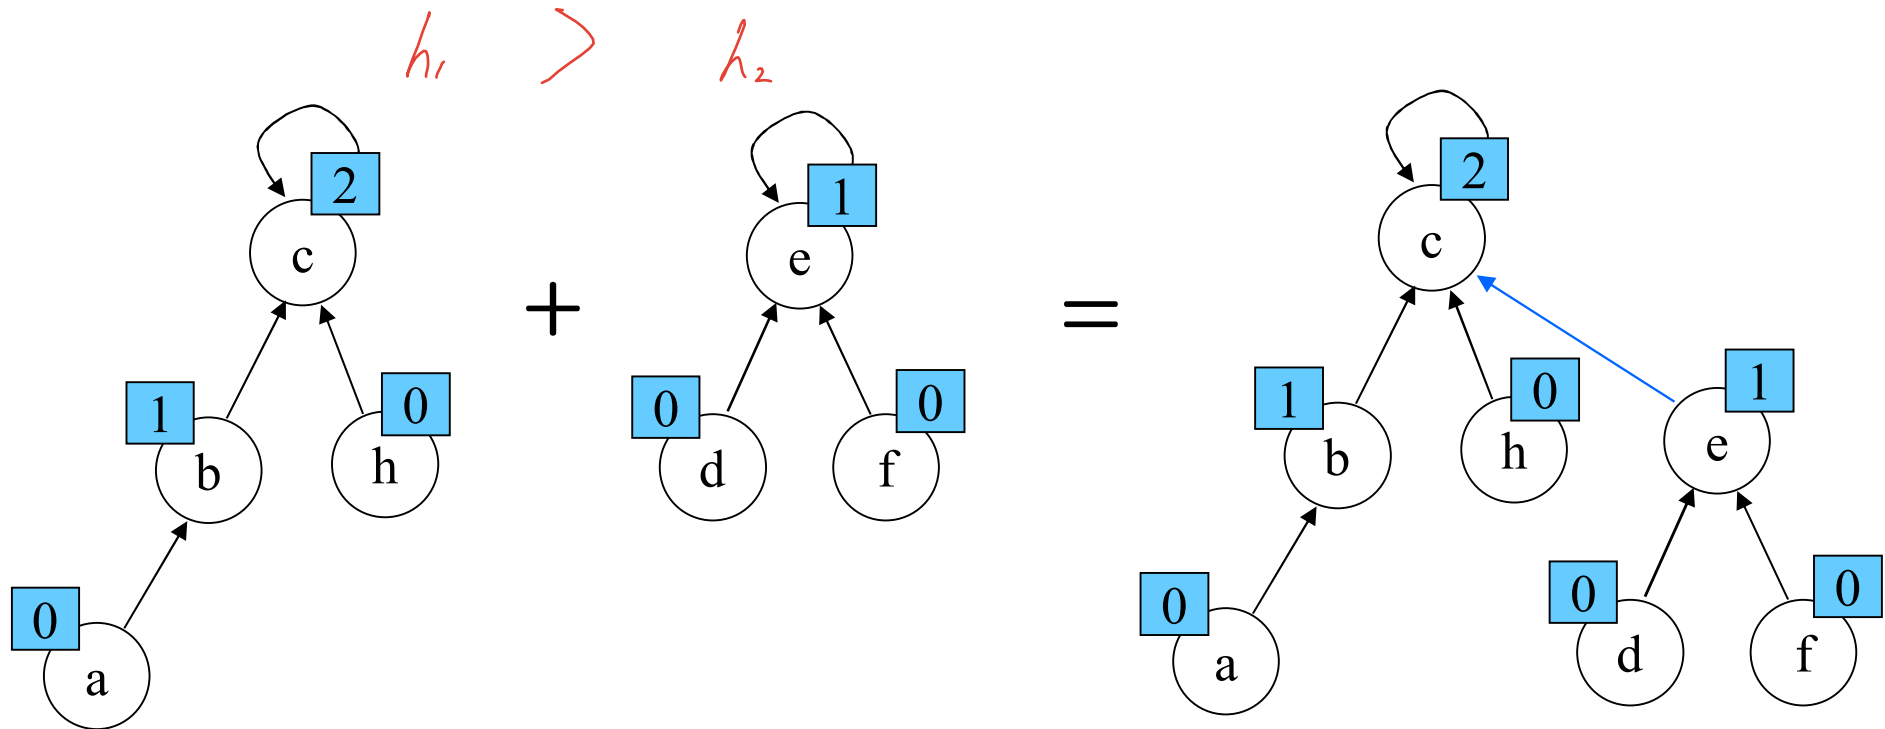 h₁ > h₂
2 1 2
c e c
+ =
1 0 0 0 1 0 1
b h d f b h e
0 0 0 0
a a d f